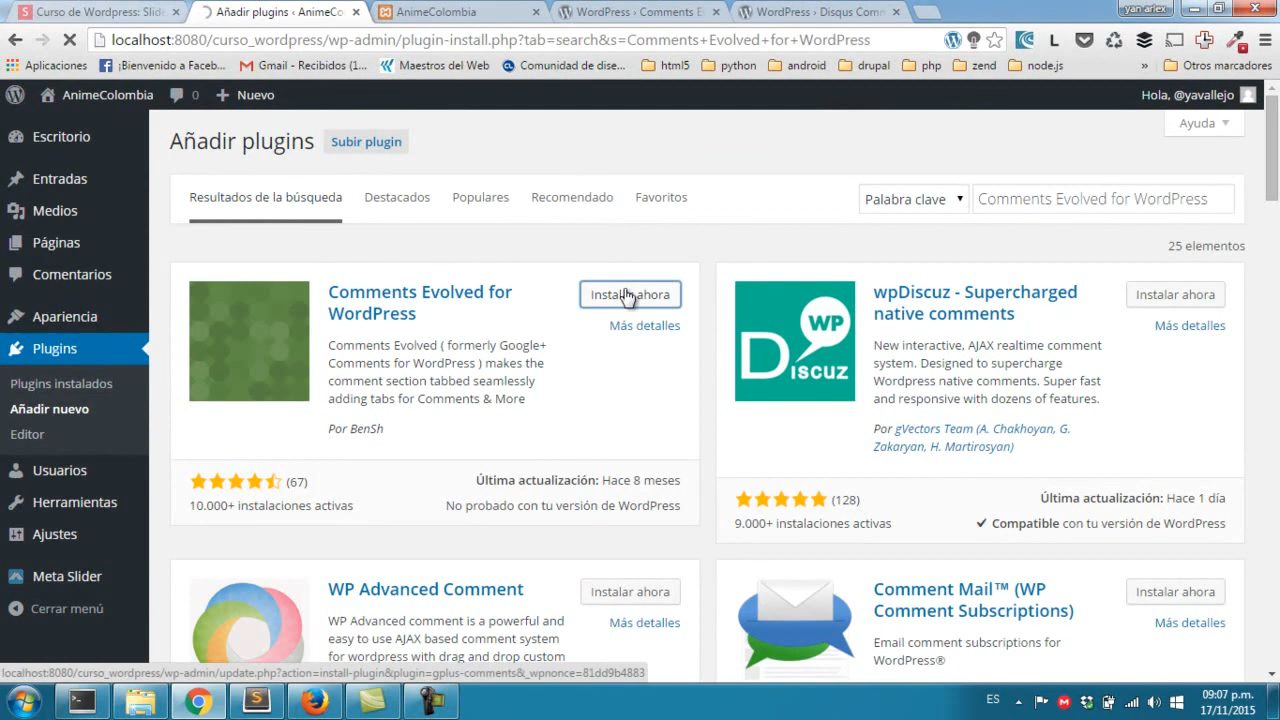 Curso de Wordpress: Slide
Añadir plugins ‹ AnimeCo
AnimeColombia
WordPress › Comments E
WordPress › Disqus Com
yan arlex
localhost:8080/curso_wordpress/wp-admin/plugin-install.php?tab=search&s=Comments+Evolved+for+WordPress
Aplicaciones
¡Bienvenido a Faceb...
Gmail - Recibidos (1...
Maestros del Web
Comunidad de dise...
html5
python
android
drupal
php
zend
node.js
»
Otros marcadores
AnimeColombia
0
Nuevo
Hola, @yavallejo
Escritorio
Entradas
Medios
Páginas
Comentarios
Apariencia
Plugins
Plugins instalados
Añadir nuevo
Editor
Usuarios
Herramientas
Ajustes
Meta Slider
Cerrar menú
Añadir plugins
Subir plugin
Ayuda
Resultados de la búsqueda
Destacados
Populares
Recomendado
Favoritos
Palabra clave
Comments Evolved for WordPress
25 elementos
Comments Evolved for
WordPress
Instalar ahora
Más detalles
Comments Evolved ( formerly Google+
Comments for WordPress ) makes the
comment section tabbed seamlessly
adding tabs for Comments & More
Por BenSh
(67)
10.000+ instalaciones activas
Última actualización: Hace 8 meses
No probado con tu versión de WordPress
WP
Discuz
wpDiscuz - Supercharged
native comments
Instalar ahora
Más detalles
New interactive, AJAX realtime comment
system. Designed to supercharge
Wordpress native comments. Super fast
and responsive with dozens of features.
Por gVectors Team (A. Chakhoyan, G.
Zakaryan, H. Martirosyan)
(128)
9.000+ instalaciones activas
Última actualización: Hace 1 día
Compatible con tu versión de WordPress
WP Advanced Comment
Instalar ahora
Más detalles
WP Advanced comment is a powerful and
easy to use AJAX based comment system
for wordpress with drag and drop custom
Comment Mail™ (WP
Comment Subscriptions)
Instalar ahora
Más detalles
Email comment subscriptions for
WordPress®
localhost:8080/curso_wordpress/wp-admin/update.php?action=install-plugin&plugin=gplus-comments&_wpnonce=81dd9b4883
ES
09:07 p.m.
17/11/2015